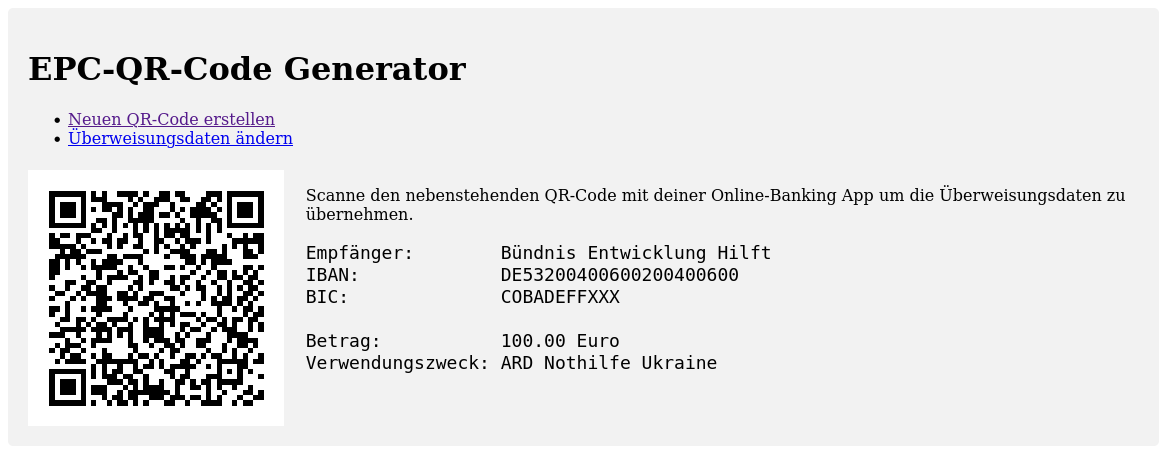 EPC-QR-Code Generator
Neuen QR-Code erstellen
Überweisungsdaten ändern
Scanne den nebenstehenden QR-Code mit deiner Online-Banking App um die Überweisungsdaten zu
übernehmen.
Empfänger: Bündnis Entwicklung Hilft
IBAN: DE53200400600200400600
BIC: COBADEFFXXX
Betrag: 100.00 Euro
Verwendungszweck: ARD Nothilfe Ukraine